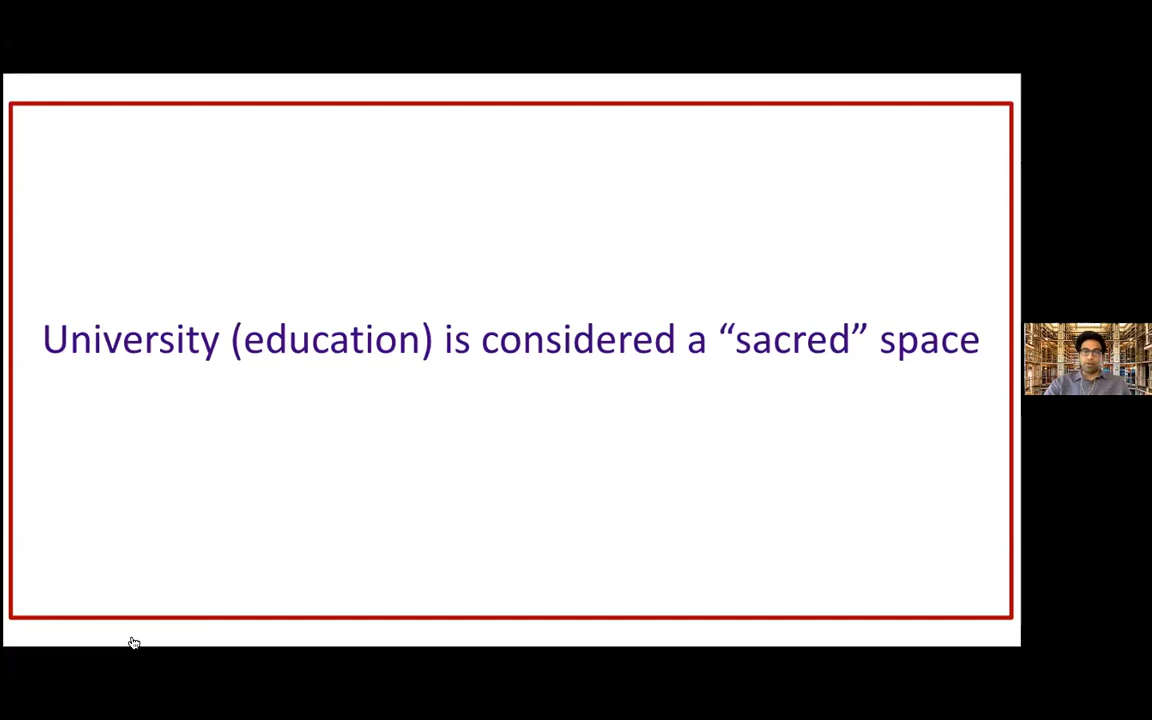 University (education) is considered a “sacred” space